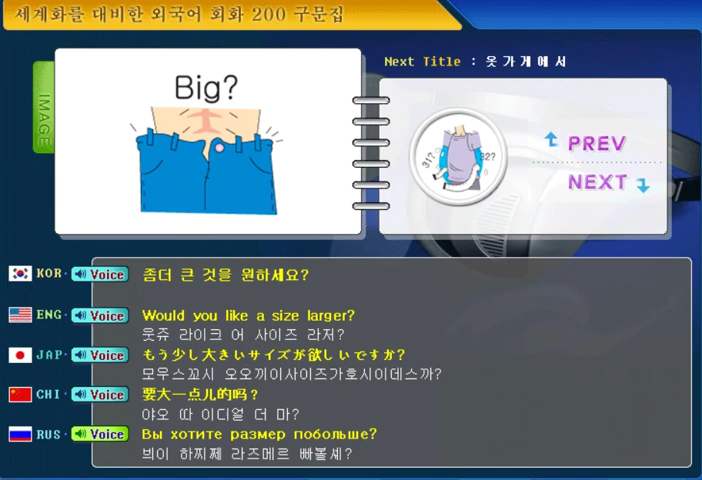 세계화를 대비한 외국어 회화 200 구문집
Next Title : 옷 가 게 에 서
IMAGE
Big?
31?
32?
PREV
NEXT
KOR· Voice 좀더 큰 것을 원하세요?
ENG· Voice Would you like a size larger?
웃쥬 라이크 어 사이즈 라저?
JAP· Voice もう少し大きいサイズが欲しいですか?
모우스꼬시 오오끼이사이즈가호시이데스까?
CHI· Voice 要大一点儿的吗?
야오 따 이디얼 더 마?
RUS· Voice Вы хотите размер побольше?
븨이 하찌쩨 라즈메르 빠볼셰?